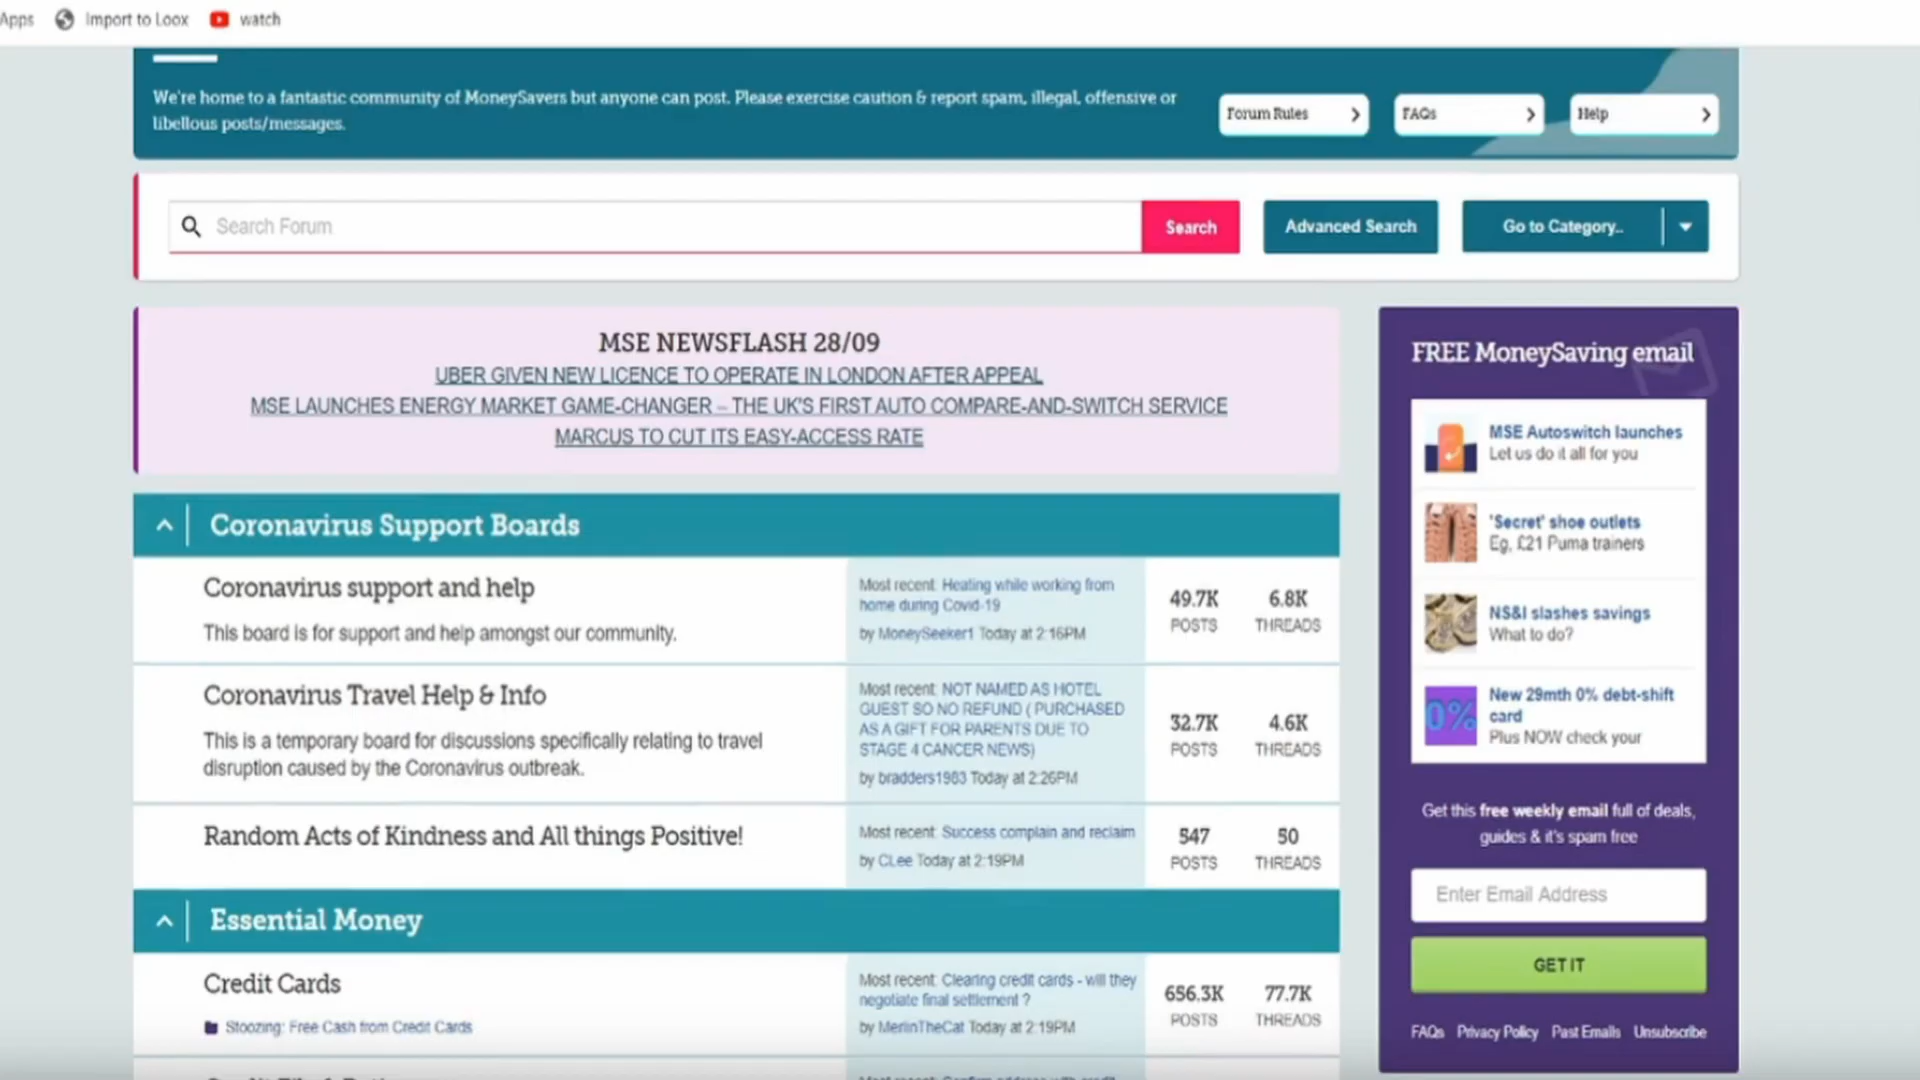 Apps Import to Loox watch
We're home to a fantastic community of MoneySavers but anyone can post. Please exercise caution & report spam, illegal, offensive or
libellous posts/messages.
Forum Rules
FAQs
Help
Search Forum
Search
Advanced Search
Go to Category..
MSE NEWSFLASH 28/09
UBER GIVEN NEW LICENCE TO OPERATE IN LONDON AFTER APPEAL
MSE LAUNCHES ENERGY MARKET GAME-CHANGER – THE UK'S FIRST AUTO COMPARE-AND-SWITCH SERVICE
MARCUS TO CUT ITS EASY-ACCESS RATE
Coronavirus Support Boards
Coronavirus support and help
This board is for support and help amongst our community.
Most recent: Heating while working from
home during Covid-19
by MoneySeeker1 Today at 2:16PM
49.7K
POSTS
6.8K
THREADS
Coronavirus Travel Help & Info
This is a temporary board for discussions specifically relating to travel
disruption caused by the Coronavirus outbreak.
Most recent: NOT NAMED AS HOTEL
GUEST SO NO REFUND ( PURCHASED
AS A GIFT FOR PARENTS DUE TO
STAGE 4 CANCER NEWS)
by bradders1983 Today at 2:26PM
32.7K
POSTS
4.6K
THREADS
Random Acts of Kindness and All things Positive!
Most recent: Success complain and reclaim
by CLee Today at 2:19PM
547
POSTS
50
THREADS
Essential Money
Credit Cards
Stoozing: Free Cash from Credit Cards
Most recent: Clearing credit cards - will they
negotiate final settlement ?
by MerlinTheCat Today at 2:19PM
656.3K
POSTS
77.7K
THREADS
FREE MoneySaving email
MSE Autoswitch launches
Let us do it all for you
'Secret' shoe outlets
Eg, £21 Puma trainers
NS&I slashes savings
What to do?
0%
New 29mth 0% debt-shift
card
Plus NOW check your
Get this free weekly email full of deals,
guides & it's spam free
Enter Email Address
GET IT
FAQs Privacy Policy Past Emails Unsubscribe